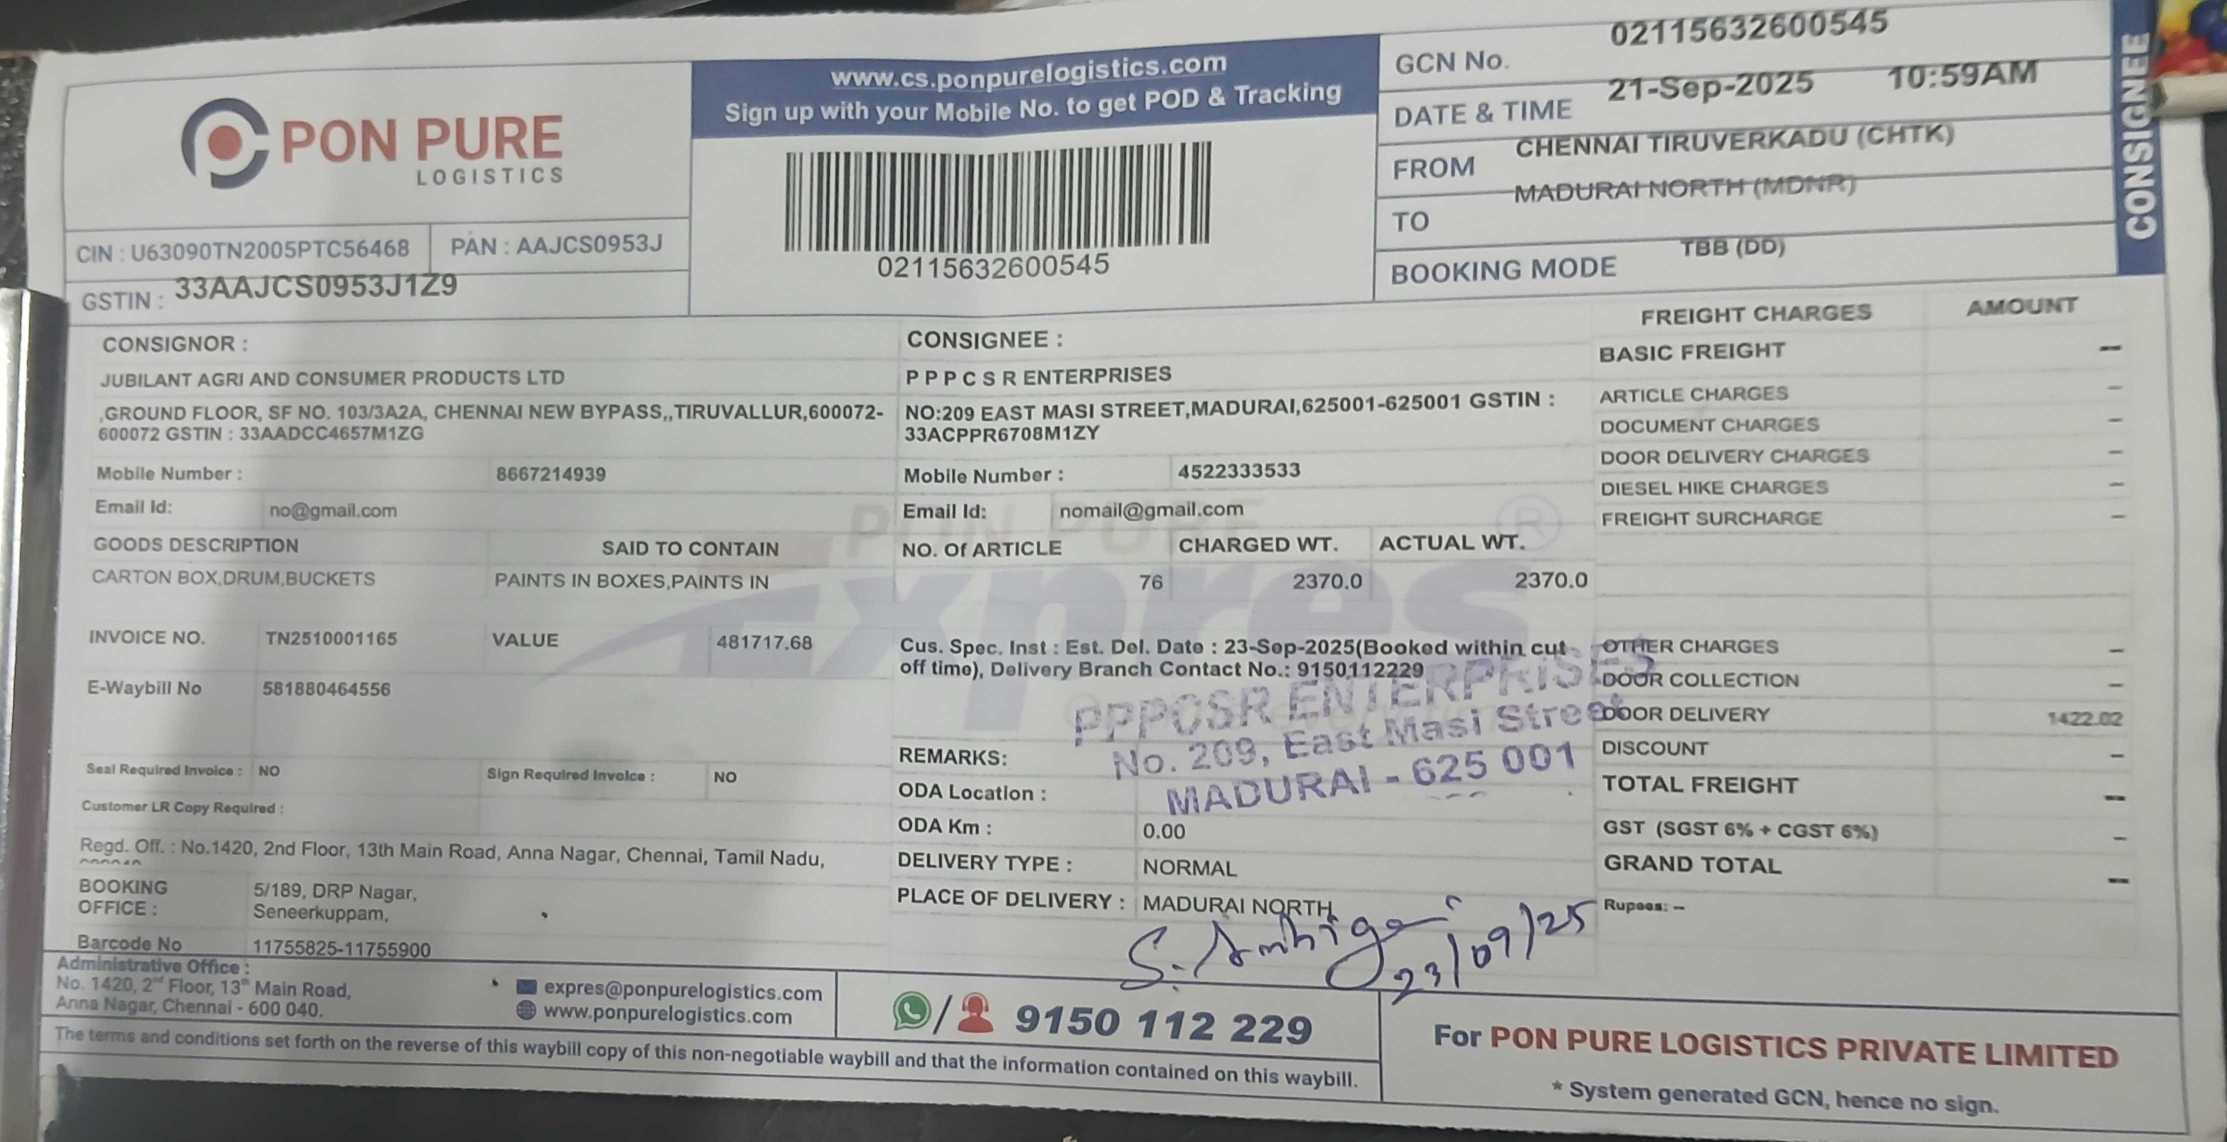 PON PURE
LOGISTICS
CIN : U63090TN2005PTC56468
PAN : AAJCS0953J
GSTIN : 33AAJCS0953J1Z9
www.cs.ponpurelogistics.com
Sign up with your Mobile No. to get POD & Tracking
02115632600545
GCN No. 02115632600545
DATE & TIME 21-Sep-2025 10:59AM
FROM CHENNAI TIRUVERKADU (CHTK)
TO MADURAI NORTH (MDNR)
BOOKING MODE TBB (DD)
CONSIGNEE
CONSIGNOR :
JUBILANT AGRI AND CONSUMER PRODUCTS LTD
,GROUND FLOOR, SF NO. 103/3A2A, CHENNAI NEW BYPASS,,TIRUVALLUR,600072-
600072 GSTIN : 33AADCC4657M1ZG
Mobile Number : 8667214939
Email Id: no@gmail.com
CONSIGNEE :
P P P C S R ENTERPRISES
NO:209 EAST MASI STREET,MADURAI,625001-625001 GSTIN :
33ACPPR6708M1ZY
Mobile Number : 4522333533
Email Id: nomail@gmail.com
GOODS DESCRIPTION SAID TO CONTAIN
CARTON BOX,DRUM,BUCKETS PAINTS IN BOXES,PAINTS IN
NO. Of ARTICLE CHARGED WT. ACTUAL WT.
76 2370.0 2370.0
INVOICE NO. TN2510001165 VALUE 481717.68
E-Waybill No 581880464556
Cus. Spec. Inst : Est. Del. Date : 23-Sep-2025(Booked within cut
off time), Delivery Branch Contact No.: 9150112229
PON PURE
Expres ®
PPPCSR ENTERPRISES
No. 209, East Masi Street
MADURAI - 625 001
Seal Required Invoice : NO Sign Required Invoice : NO
Customer LR Copy Required :
Regd. Off. : No.1420, 2nd Floor, 13th Main Road, Anna Nagar, Chennai, Tamil Nadu,
BOOKING OFFICE : 5/189, DRP Nagar,
Seneerkuppam,
Barcode No 11755825-11755900
REMARKS:
ODA Location :
ODA Km : 0.00
DELIVERY TYPE : NORMAL
PLACE OF DELIVERY : MADURAI NORTH
23/09/25
FREIGHT CHARGES AMOUNT
BASIC FREIGHT --
ARTICLE CHARGES --
DOCUMENT CHARGES --
DOOR DELIVERY CHARGES --
DIESEL HIKE CHARGES --
FREIGHT SURCHARGE --
OTHER CHARGES --
DOOR COLLECTION --
DOOR DELIVERY 1422.02
DISCOUNT --
TOTAL FREIGHT --
GST (SGST 6% + CGST 6%) --
GRAND TOTAL --
Rupees: --
Administrative Office :
No. 1420, 2nd Floor, 13th Main Road,
Anna Nagar, Chennai - 600 040.
expres@ponpurelogistics.com
www.ponpurelogistics.com
/ 9150 112 229
The terms and conditions set forth on the reverse of this waybill copy of this non-negotiable waybill and that the information contained on this waybill.
For PON PURE LOGISTICS PRIVATE LIMITED
* System generated GCN, hence no sign.